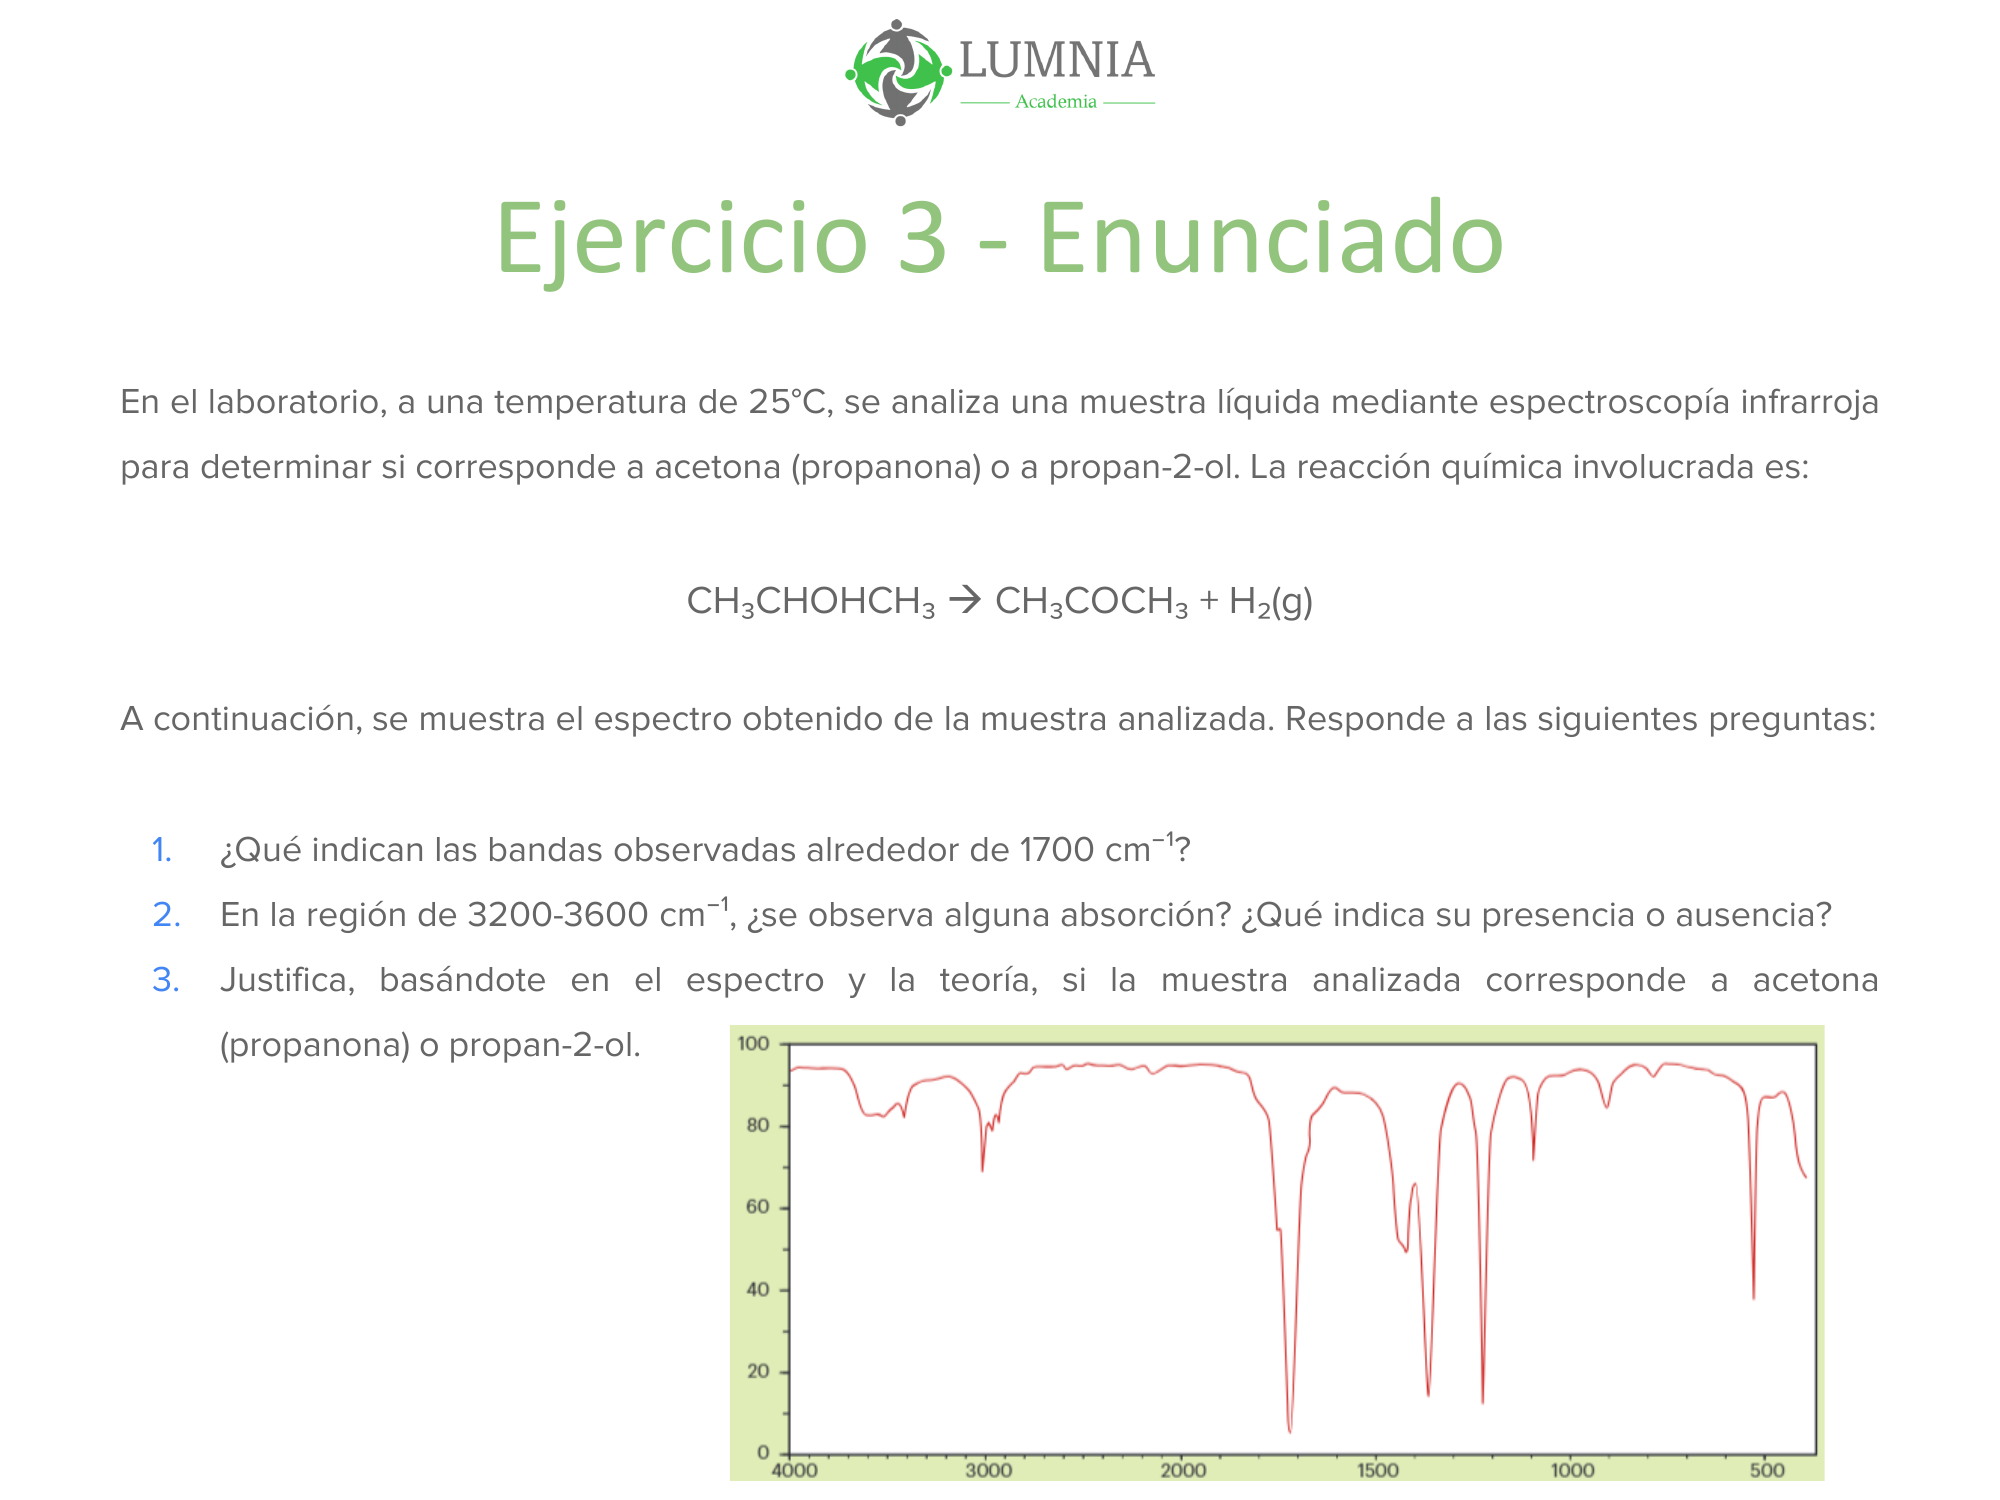 LUMNIA
Academia
Ejercicio 3 - Enunciado
En el laboratorio, a una temperatura de 25°C, se analiza una muestra líquida mediante espectroscopía infrarroja
para determinar si corresponde a acetona (propanona) o a propan-2-ol. La reacción química involucrada es:
CH₃CHOHCH₃ → CH₃COCH₃ + H₂(g)
A continuación, se muestra el espectro obtenido de la muestra analizada. Responde a las siguientes preguntas:
1. ¿Qué indican las bandas observadas alrededor de 1700 cm⁻¹?
2. En la región de 3200-3600 cm⁻¹, ¿se observa alguna absorción? ¿Qué indica su presencia o ausencia?
3. Justifica, basándote en el espectro y la teoría, si la muestra analizada corresponde a acetona
(propanona) o propan-2-ol.
100
80
60
40
20
0
4000 3000 2000 1500 1000 500